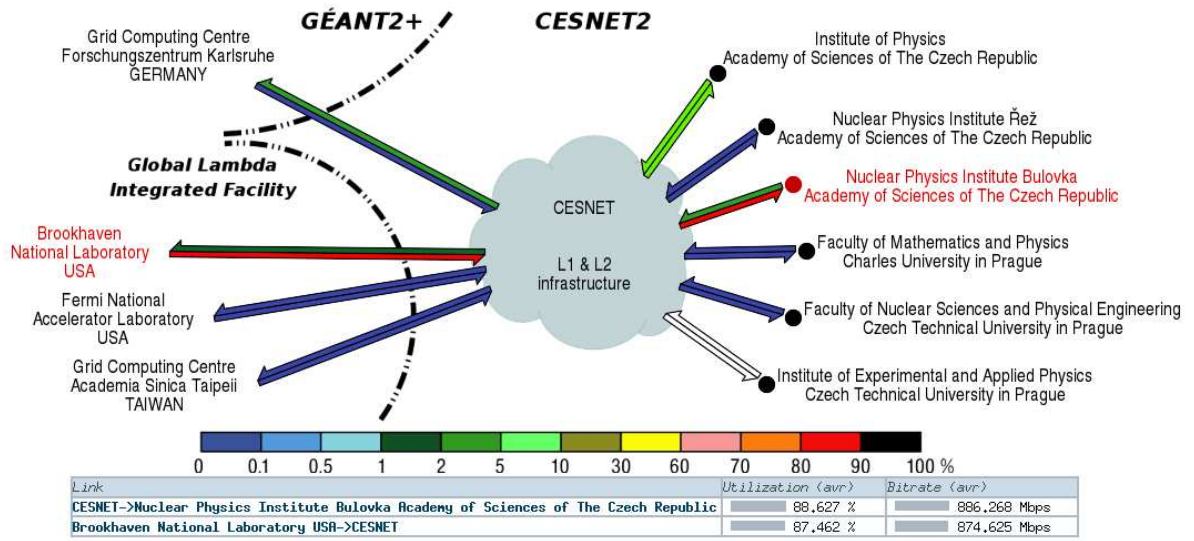 GÉANT2+
CESNET2
Grid Computing Centre
Forschungszentrum Karlsruhe
GERMANY
Global Lambda
Integrated Facility
Brookhaven
National Laboratory
USA
Fermi National
Accelerator Laboratory
USA
Grid Computing Centre
Academia Sinica Taipeii
TAIWAN
CESNET
L1 & L2
infrastructure
Institute of Physics
Academy of Sciences of The Czech Republic
Nuclear Physics Institute Řež
Academy of Sciences of The Czech Republic
Nuclear Physics Institute Bulovka
Academy of Sciences of The Czech Republic
Faculty of Mathematics and Physics
Charles University in Prague
Faculty of Nuclear Sciences and Physical Engineering
Czech Technical University in Prague
Institute of Experimental and Applied Physics
Czech Technical University in Prague
0 0.1 0.5 1 2 5 10 30 60 70 80 90 100 %
Link Utilization (avr) Bitrate (avr)
CESNET->Nuclear Physics Institute Bulovka Academy of Sciences of The Czech Republic 88.627 % 886.268 Mbps
Brookhaven National Laboratory USA->CESNET 87.462 % 874.625 Mbps